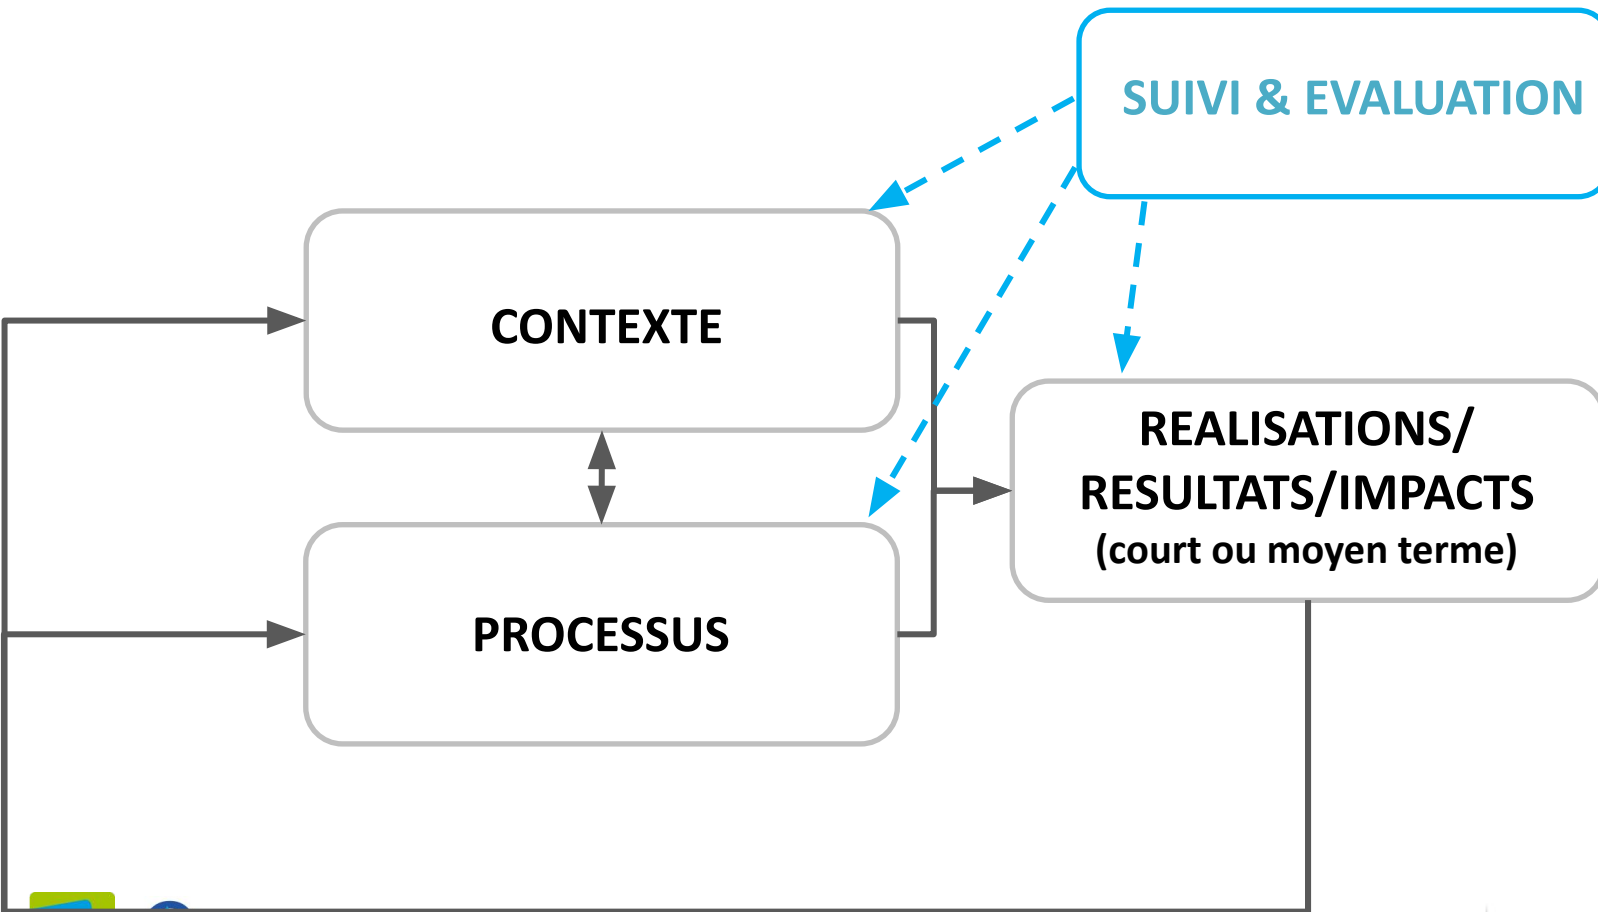 SUIVI & EVALUATION
CONTEXTE
REALISATIONS/
RESULTATS/IMPACTS
(court ou moyen terme)
PROCESSUS